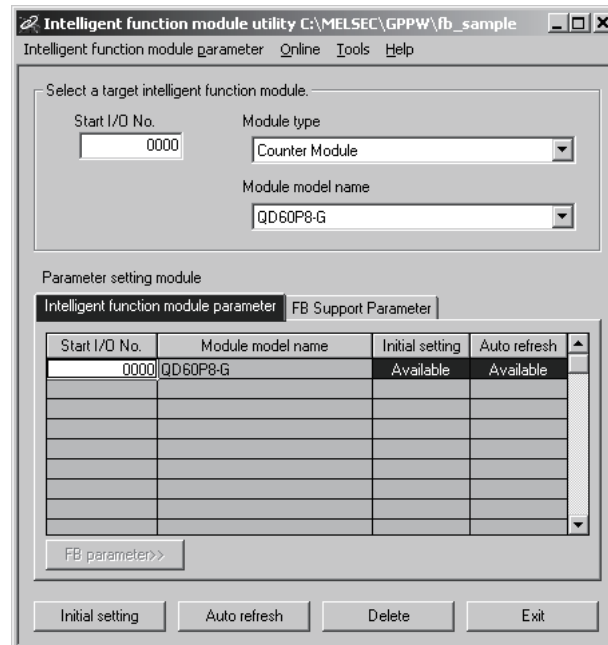 Intelligent function module utility C:\MELSEC\GPPW\fb_sample
Intelligent function module parameter Online Tools Help
Select a target intelligent function module.
Start I/O No. Module type
0000 Counter Module
Module model name
QD60P8-G
Parameter setting module
Intelligent function module parameter FB Support Parameter
Start I/O No. Module model name Initial setting Auto refresh
0000 QD60P8-G Available Available
FB parameter>>
Initial setting Auto refresh Delete Exit